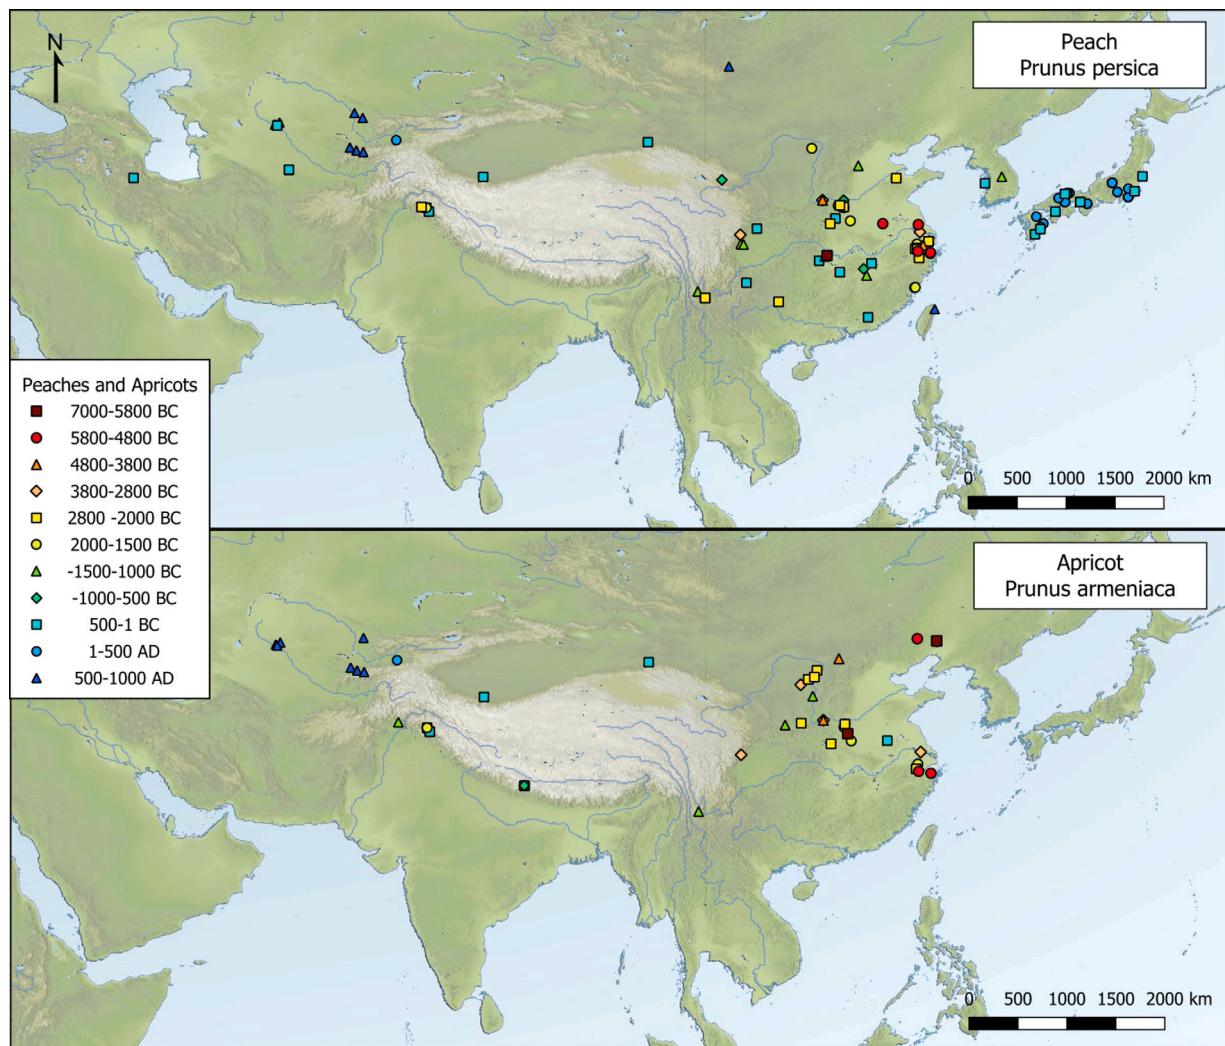 N
Peach
Prunus persica
Peaches and Apricots
7000-5800 BC
5800-4800 BC
4800-3800 BC
3800-2800 BC
2800 -2000 BC
2000-1500 BC
-1500-1000 BC
-1000-500 BC
500-1 BC
1-500 AD
500-1000 AD
0 500 1000 1500 2000 km
Apricot
Prunus armeniaca
0 500 1000 1500 2000 km